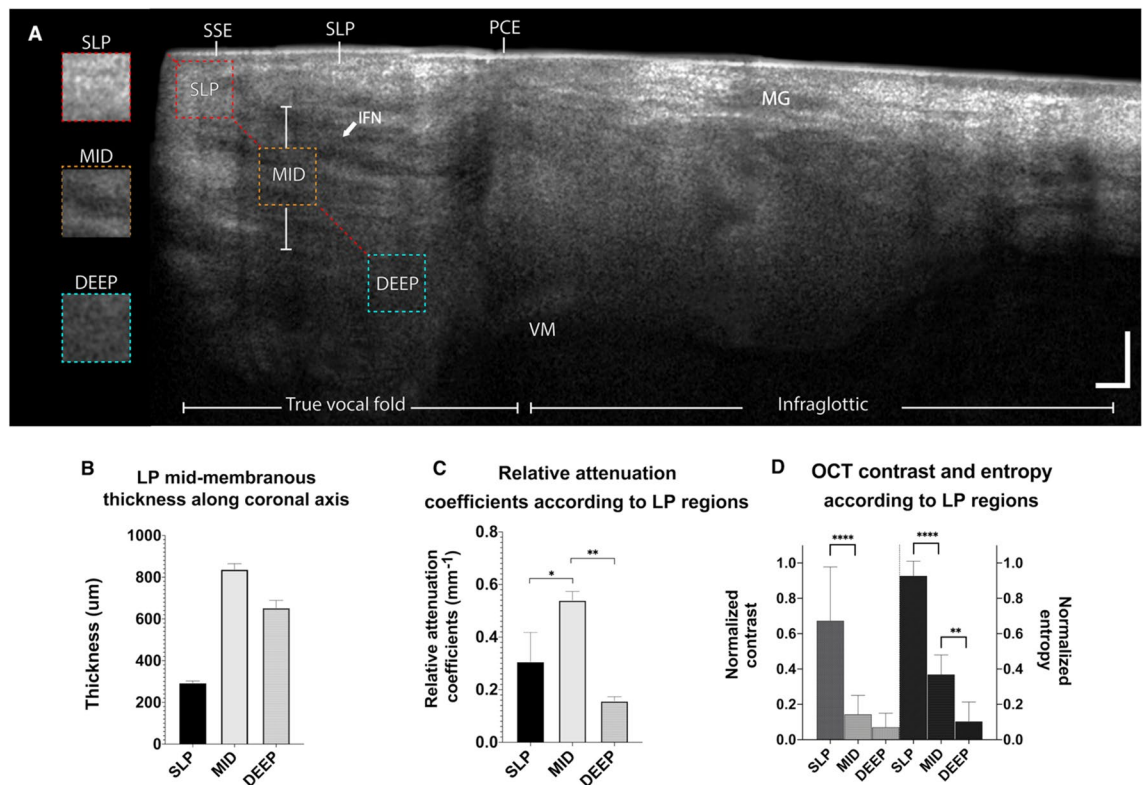 A
SLP
MID
DEEP
SSE
SLP
PCE
SLP
MG
IFN
MID
DEEP
VM
True vocal fold
Infraglottic
B
LP mid-membranous
thickness along coronal axis
Thickness (um)
1000
800
600
400
200
0
SLP
MID
DEEP
C
Relative attenuation
coefficients according to LP regions
Relative attenuation
coefficients (mm-1)
0.8
0.6
0.4
0.2
0.0
*
**
SLP
MID
DEEP
D
OCT contrast and entropy
according to LP regions
Normalized
contrast
1.0
0.8
0.6
0.4
0.2
0.0
****
****
**
SLP
MID
DEEP
SLP
MID
DEEP
1.0
0.8
0.6
0.4
0.2
0.0
Normalized
entropy